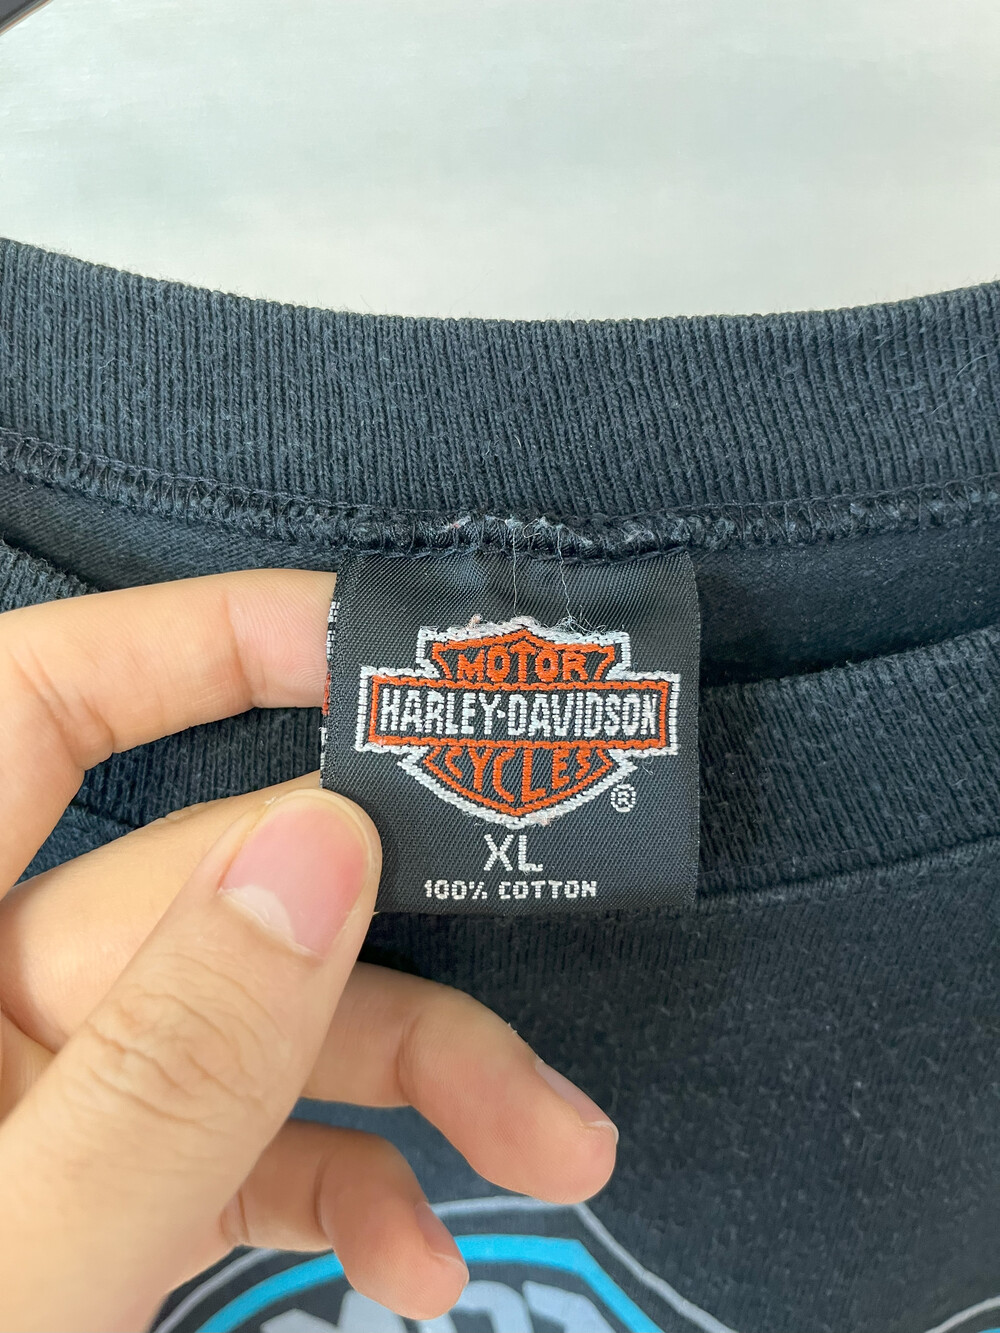 MOTOR
HARLEY-DAVIDSON
CYCLES
®
XL
100% COTTON